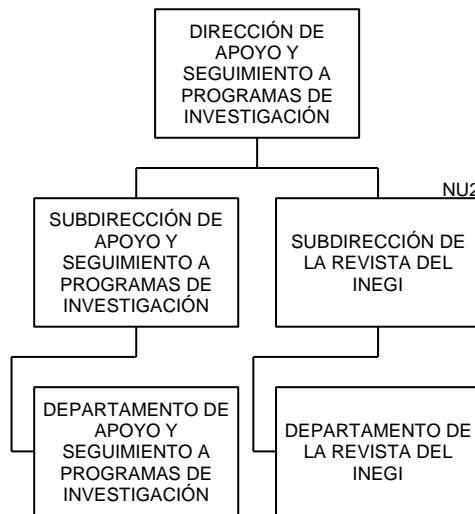 DIRECCIÓN DE
APOYO Y
SEGUIMIENTO A
PROGRAMAS DE
INVESTIGACIÓN
NU2
SUBDIRECCIÓN DE
APOYO Y
SEGUIMIENTO A
PROGRAMAS DE
INVESTIGACIÓN
SUBDIRECCIÓN DE
LA REVISTA DEL
INEGI
DEPARTAMENTO DE
APOYO Y
SEGUIMIENTO A
PROGRAMAS DE
INVESTIGACIÓN
DEPARTAMENTO DE
LA REVISTA DEL
INEGI